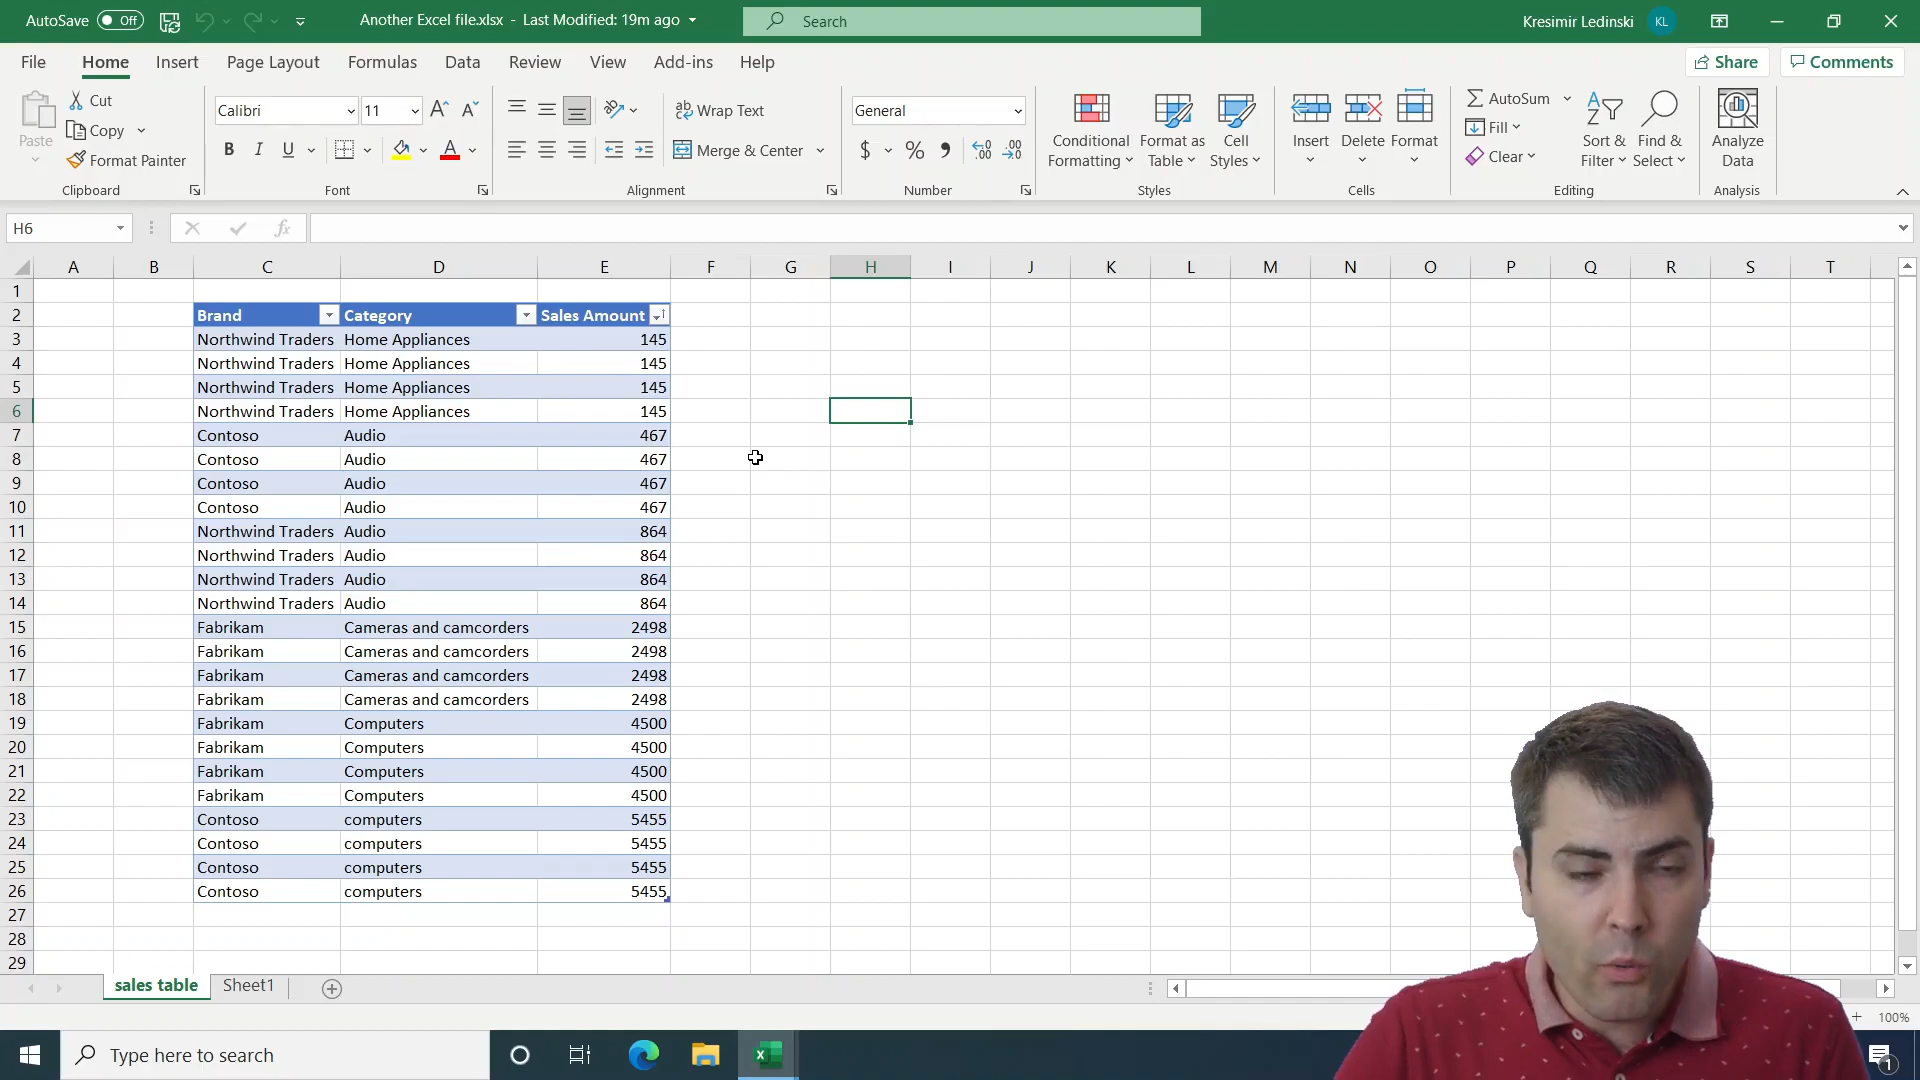 AutoSave Off Another Excel file.xlsx - Last Modified: 19m ago Search Kresimir Ledinski KL
File Home Insert Page Layout Formulas Data Review View Add-ins Help Share Comments
Paste Cut Copy Format Painter
Clipboard
Calibri 11
B I U A
Font
Wrap Text
Merge & Center
Alignment
General
$ % 9
Number
Conditional Formatting Format as Table Cell Styles
Styles
Insert Delete Format
Cells
AutoSum Fill Clear
Sort & Filter Find & Select
Editing
Analyze Data
Analysis
H6 fx
A B C D E F G H I J K L M N O P Q R S T
1
2 Brand Category Sales Amount
3 Northwind Traders Home Appliances 145
4 Northwind Traders Home Appliances 145
5 Northwind Traders Home Appliances 145
6 Northwind Traders Home Appliances 145
7 Contoso Audio 467
8 Contoso Audio 467
9 Contoso Audio 467
10 Contoso Audio 467
11 Northwind Traders Audio 864
12 Northwind Traders Audio 864
13 Northwind Traders Audio 864
14 Northwind Traders Audio 864
15 Fabrikam Cameras and camcorders 2498
16 Fabrikam Cameras and camcorders 2498
17 Fabrikam Cameras and camcorders 2498
18 Fabrikam Cameras and camcorders 2498
19 Fabrikam Computers 4500
20 Fabrikam Computers 4500
21 Fabrikam Computers 4500
22 Fabrikam Computers 4500
23 Contoso computers 5455
24 Contoso computers 5455
25 Contoso computers 5455
26 Contoso computers 5455
27
28
29
sales table Sheet1
100%
Type here to search
1